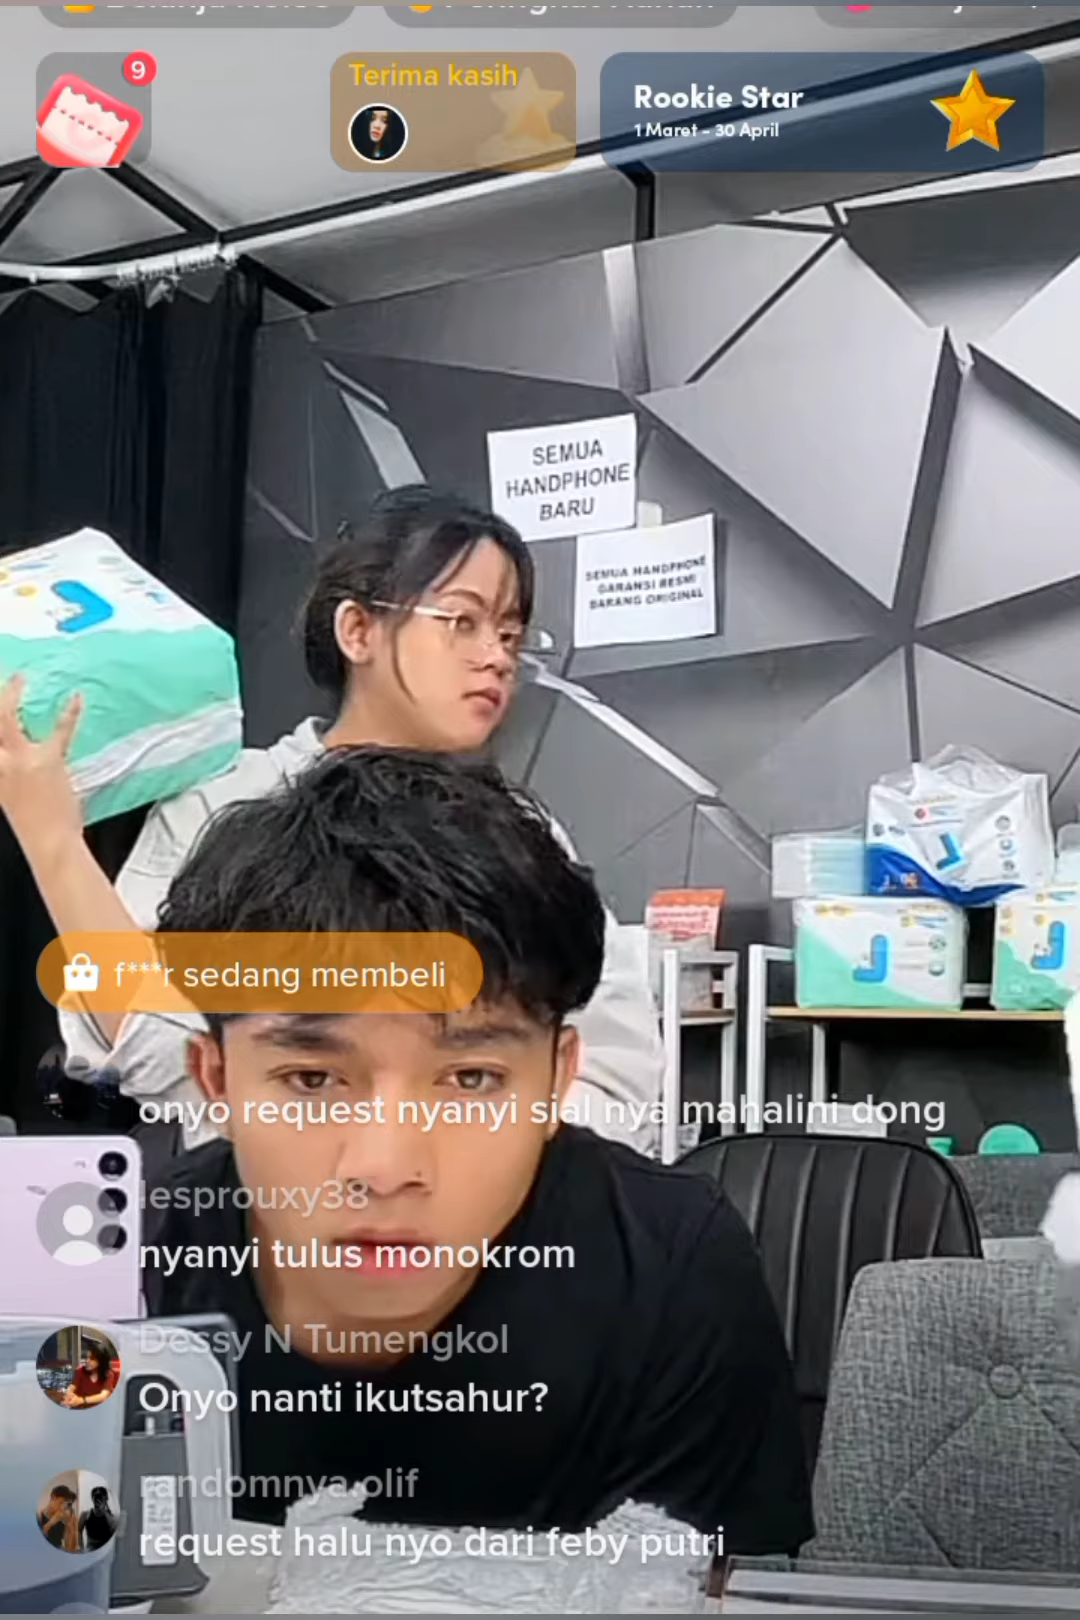 9
Terima kasih
Rookie Star
1 Maret - 30 April
SEMUA
HANDPHONE
BARU
SEMUA HANDPHONE
GARANSI RESMI
BARANG ORIGINAL
f***r sedang membeli
onyo request nyanyi sial nya mahalini dong
lesprouxy38
nyanyi tulus monokrom
Dessy N Tumengkol
Onyo nanti ikutsahur?
randomnya.olif
request halu nyo dari feby putri